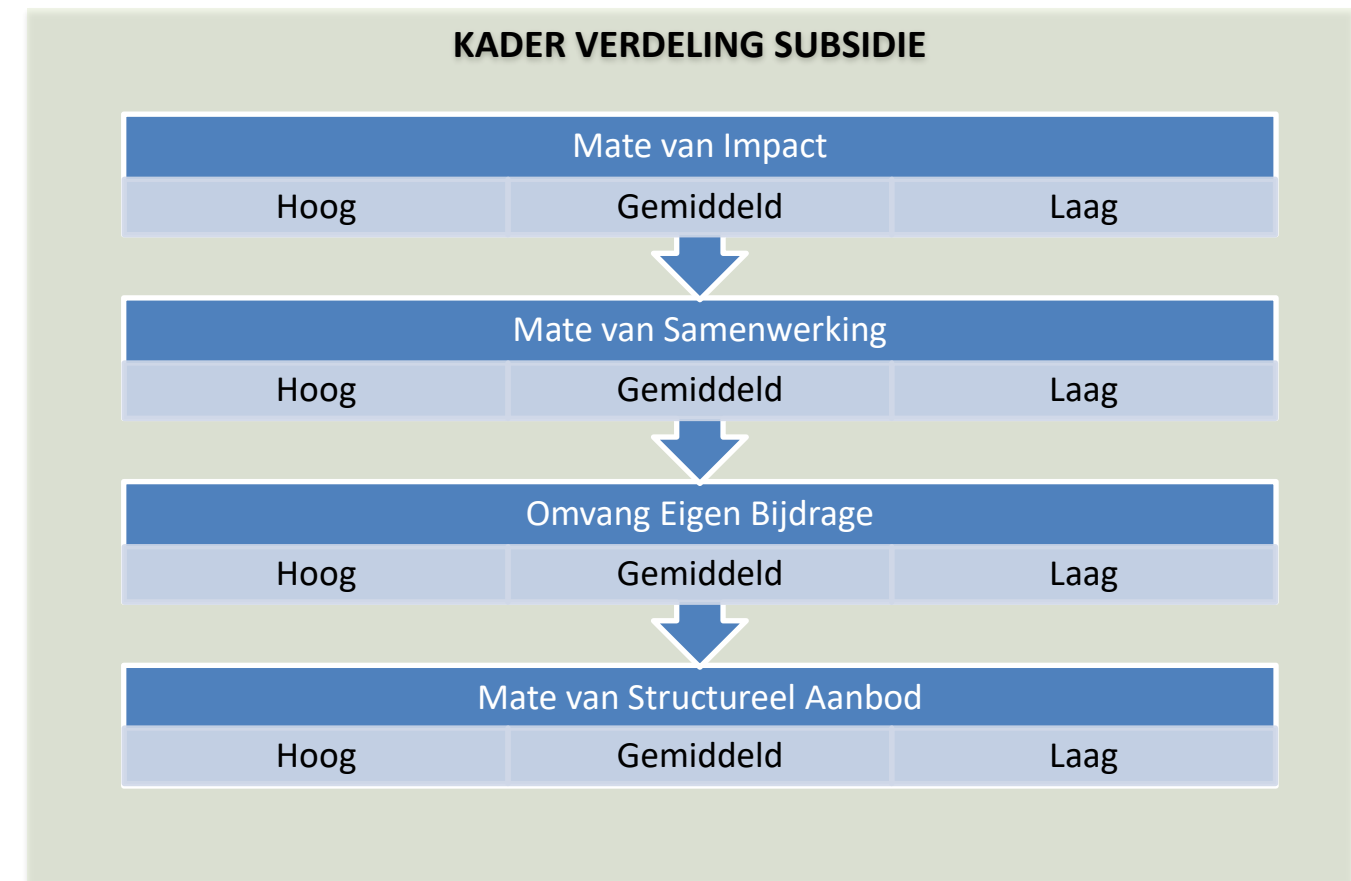 KADER VERDELING SUBSIDIE
Mate van Impact
Hoog Gemiddeld Laag
Mate van Samenwerking
Hoog Gemiddeld Laag
Omvang Eigen Bijdrage
Hoog Gemiddeld Laag
Mate van Structureel Aanbod
Hoog Gemiddeld Laag